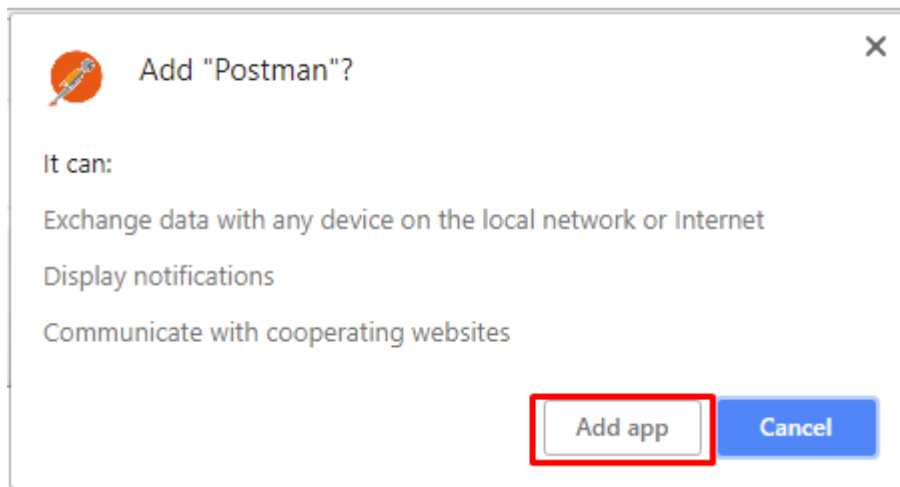 Add "Postman"?
It can:
Exchange data with any device on the local network or Internet
Display notifications
Communicate with cooperating websites
Add app
Cancel